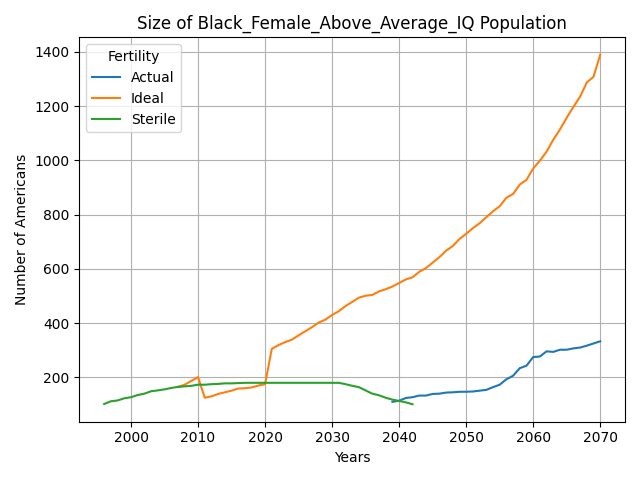 Size of Black_Female_Above_Average_IQ Population
Fertility
Actual
Ideal
Sterile
Number of Americans
1400
1200
1000
800
600
400
200
2000 2010 2020 2030 2040 2050 2060 2070
Years